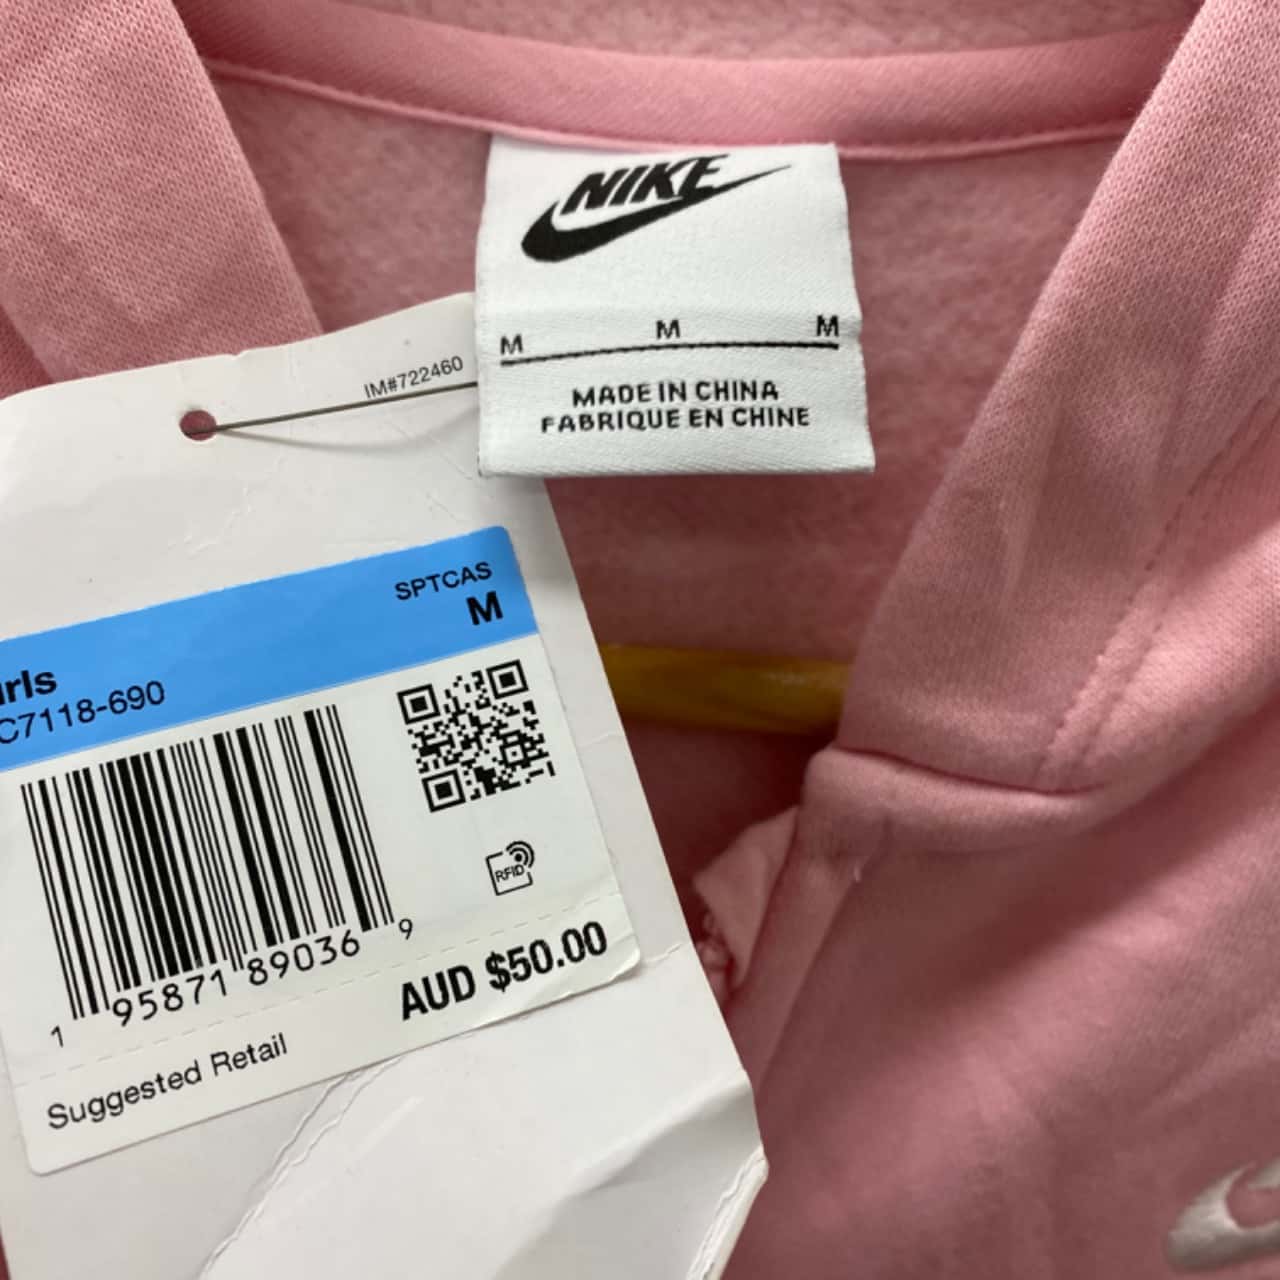 NIKE
M M M
MADE IN CHINA
FABRIQUE EN CHINE
IM#722460
SPTCAS
M
irls
C7118-690
RFID
1 95871 89036 9
AUD $50.00
Suggested Retail